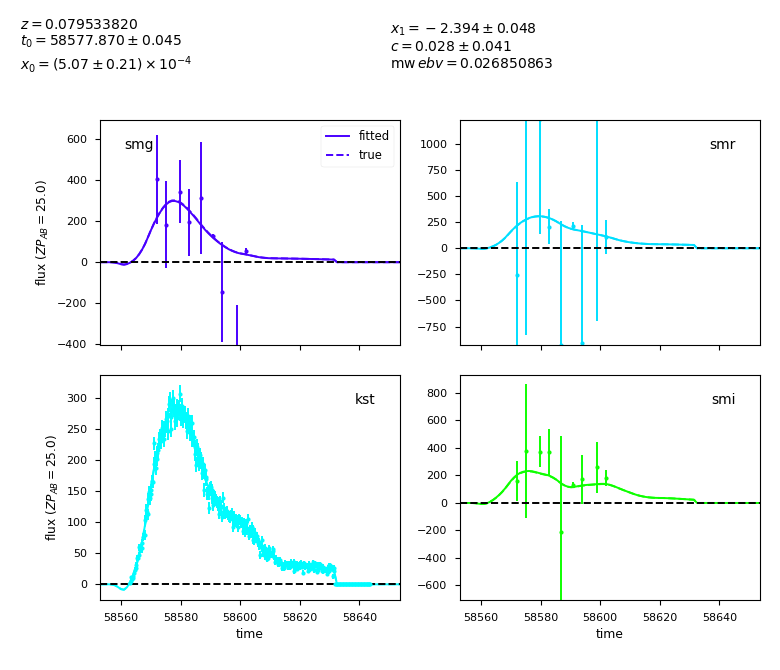 z = 0.079533820
t₀ = 58577.870 ± 0.045
x₀ = (5.07 ± 0.21) × 10⁻⁴
x₁ = −2.394 ± 0.048
c = 0.028 ± 0.041
mw ebv = 0.026850863
smg
fitted
true
600
400
200
0
−200
−400
flux (ZP_AB = 25.0)
smr
1000
750
500
250
0
−250
−500
−750
kst
300
250
200
150
100
50
0
flux (ZP_AB = 25.0)
58560 58580 58600 58620 58640
time
smi
800
600
400
200
0
−200
−400
−600
58560 58580 58600 58620 58640
time